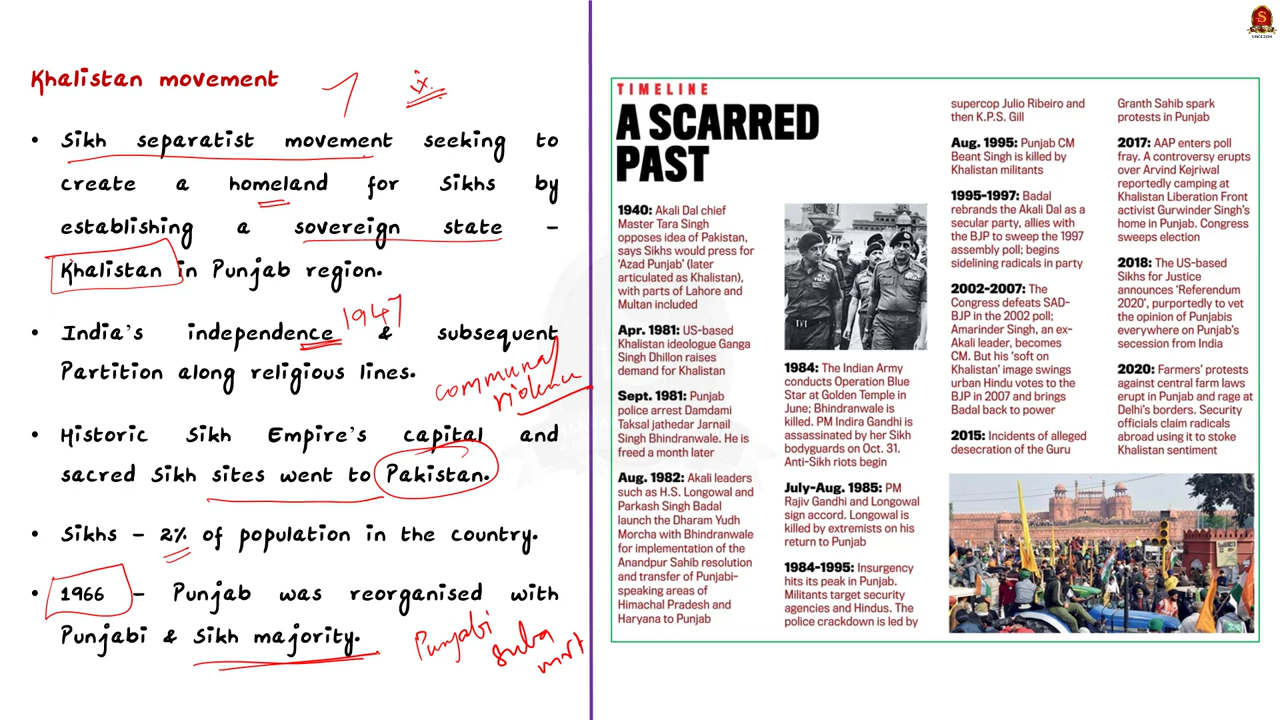 Khalistan movement
• Sikh separatist movement seeking to
create a homeland for Sikhs by
establishing a sovereign state –
Khalistan in Punjab region.
1947
• India's independence & subsequent
Partition along religious lines.
communal
violence
• Historic Sikh Empire's capital and
sacred Sikh sites went to Pakistan.
• Sikhs – 2% of population in the country.
• 1966 – Punjab was reorganised with
Punjabi & Sikh majority.
Punjabi
Suba
mvt
TIMELINE
A SCARRED
PAST
1940: Akali Dal chief
Master Tara Singh
opposes idea of Pakistan,
says Sikhs would press for
'Azad Punjab' (later
articulated as Khalistan),
with parts of Lahore and
Multan included
Apr. 1981: US-based
Khalistan ideologue Ganga
Singh Dhillon raises
demand for Khalistan
Sept. 1981: Punjab
police arrest Damdami
Taksal jathedar Jarnail
Singh Bhindranwale. He is
freed a month later
Aug. 1982: Akali leaders
such as H.S. Longowal and
Parkash Singh Badal
launch the Dharam Yudh
Morcha with Bhindranwale
for implementation of the
Anandpur Sahib resolution
and transfer of Punjabi-
speaking areas of
Himachal Pradesh and
Haryana to Punjab
1984: The Indian Army
conducts Operation Blue
Star at Golden Temple in
June; Bhindranwale is
killed. PM Indira Gandhi is
assassinated by her Sikh
bodyguards on Oct. 31.
Anti-Sikh riots begin
July-Aug. 1985: PM
Rajiv Gandhi and Longowal
sign accord. Longowal is
killed by extremists on his
return to Punjab
1984-1995: Insurgency
hits its peak in Punjab.
Militants target security
agencies and Hindus. The
police crackdown is led by
supercop Julio Ribeiro and
then K.P.S. Gill
Aug. 1995: Punjab CM
Beant Singh is killed by
Khalistan militants
1995-1997: Badal
rebrands the Akali Dal as a
secular party, allies with
the BJP to sweep the 1997
assembly poll; begins
sidelining radicals in party
2002-2007: The
Congress defeats SAD-
BJP in the 2002 poll;
Amarinder Singh, an ex-
Akali leader, becomes
CM. But his 'soft on
Khalistan' image swings
urban Hindu votes to the
BJP in 2007 and brings
Badal back to power
2015: Incidents of alleged
desecration of the Guru
Granth Sahib spark
protests in Punjab
2017: AAP enters poll
fray. A controversy erupts
over Arvind Kejriwal
reportedly camping at
Khalistan Liberation Front
activist Gurwinder Singh's
home in Punjab. Congress
sweeps election
2018: The US-based
Sikhs for Justice
announces 'Referendum
2020', purportedly to vet
the opinion of Punjabis
everywhere on Punjab's
secession from India
2020: Farmers' protests
against central farm laws
erupt in Punjab and rage at
Delhi's borders. Security
officials claim radicals
abroad using it to stoke
Khalistan sentiment